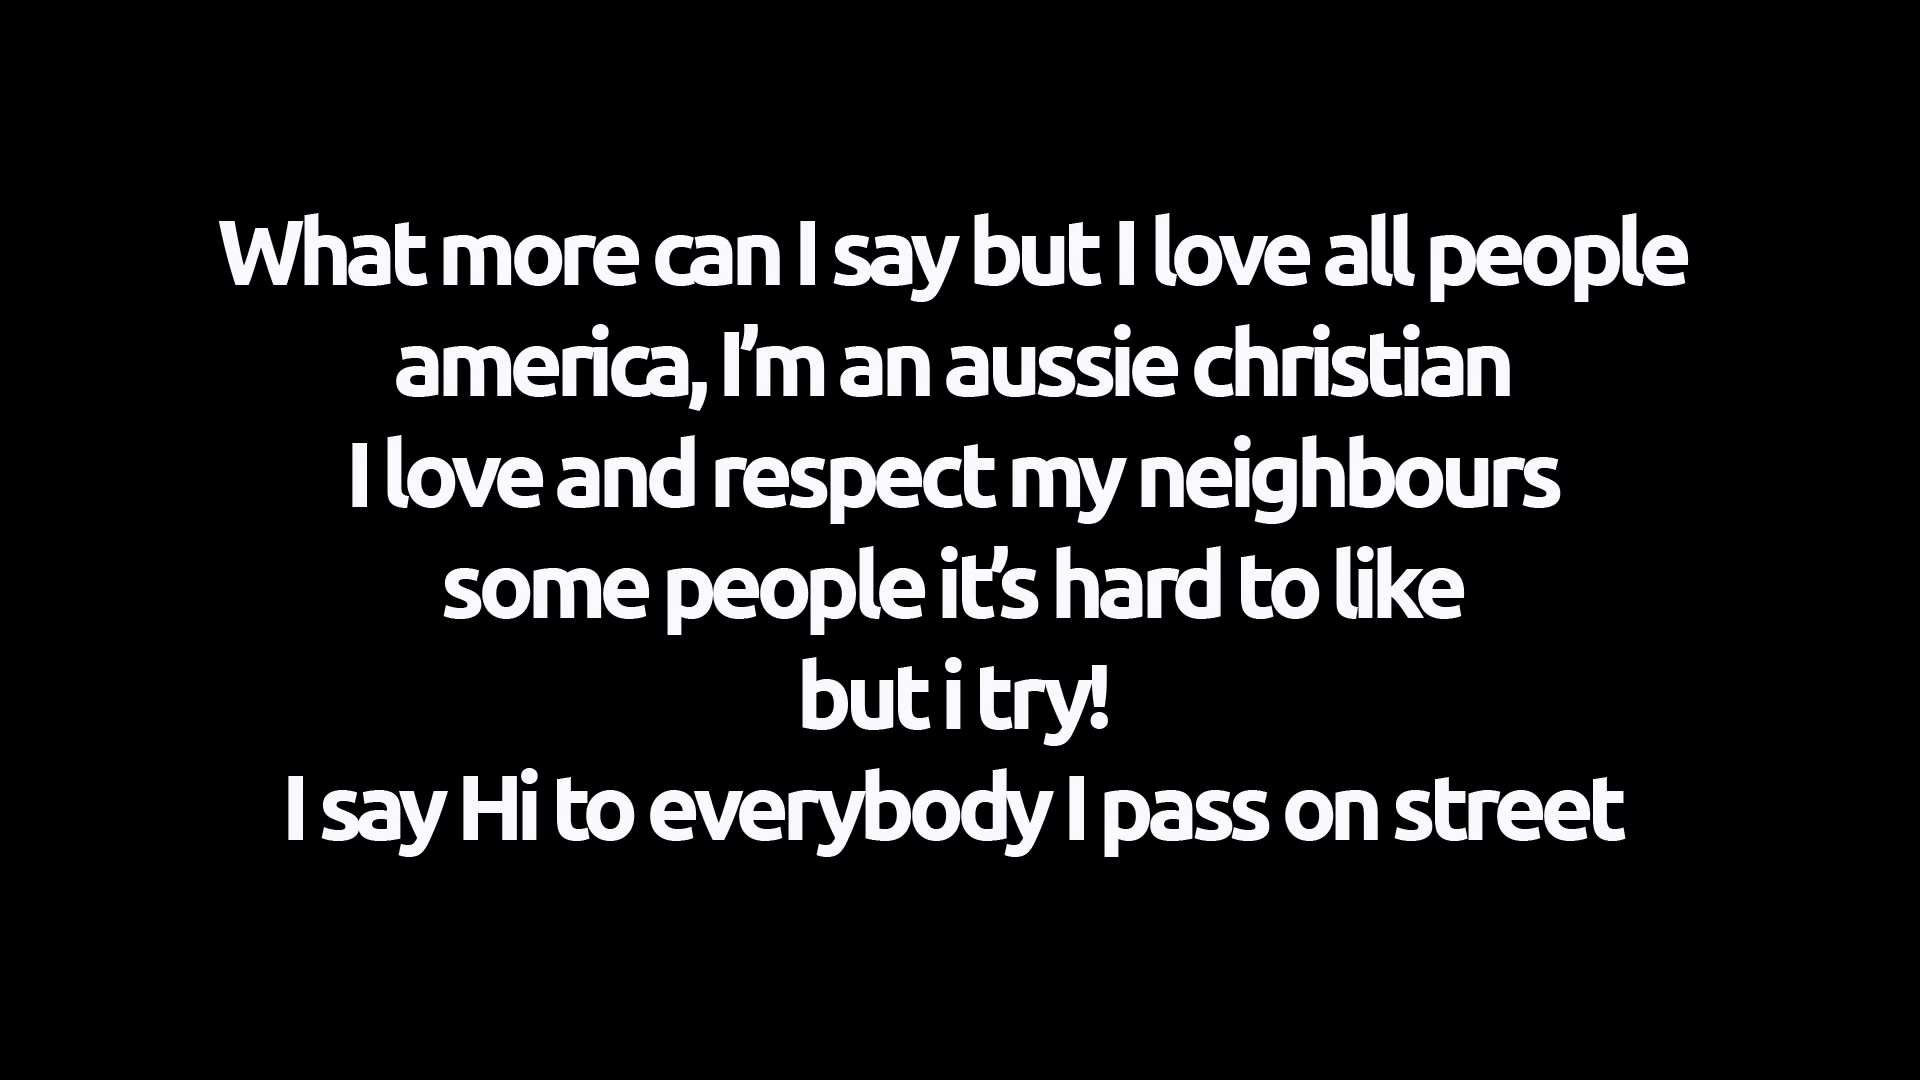 What more can I say but I love all people
america, I’m an aussie christian
I love and respect my neighbours
some people it’s hard to like
but i try!
I say Hi to everybody I pass on street